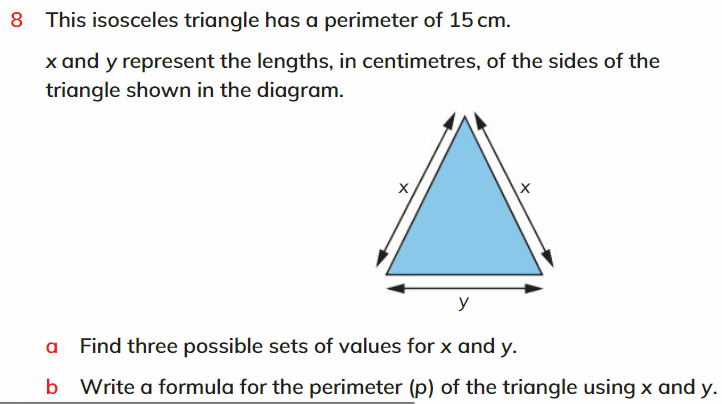 8 This isosceles triangle has a perimeter of 15 cm.
x and y represent the lengths, in centimetres, of the sides of the
triangle shown in the diagram.
x x
y
a Find three possible sets of values for x and y.
b Write a formula for the perimeter (p) of the triangle using x and y.